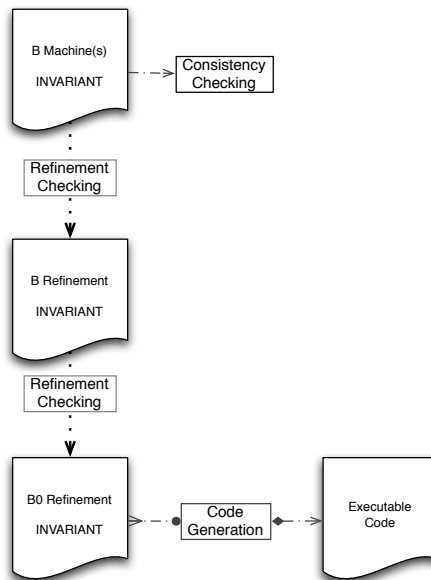 B Machine(s)
INVARIANT
Consistency
Checking
Refinement
Checking
B Refinement
INVARIANT
Refinement
Checking
B0 Refinement
INVARIANT
Code
Generation
Executable
Code